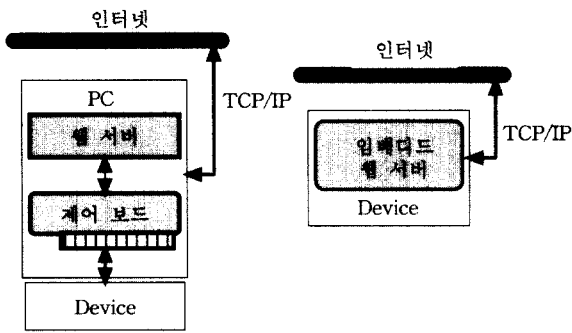 인터넷
PC
TCP/IP
웹 서버
제어 보드
Device
인터넷
TCP/IP
임베디드
웹 서버
Device